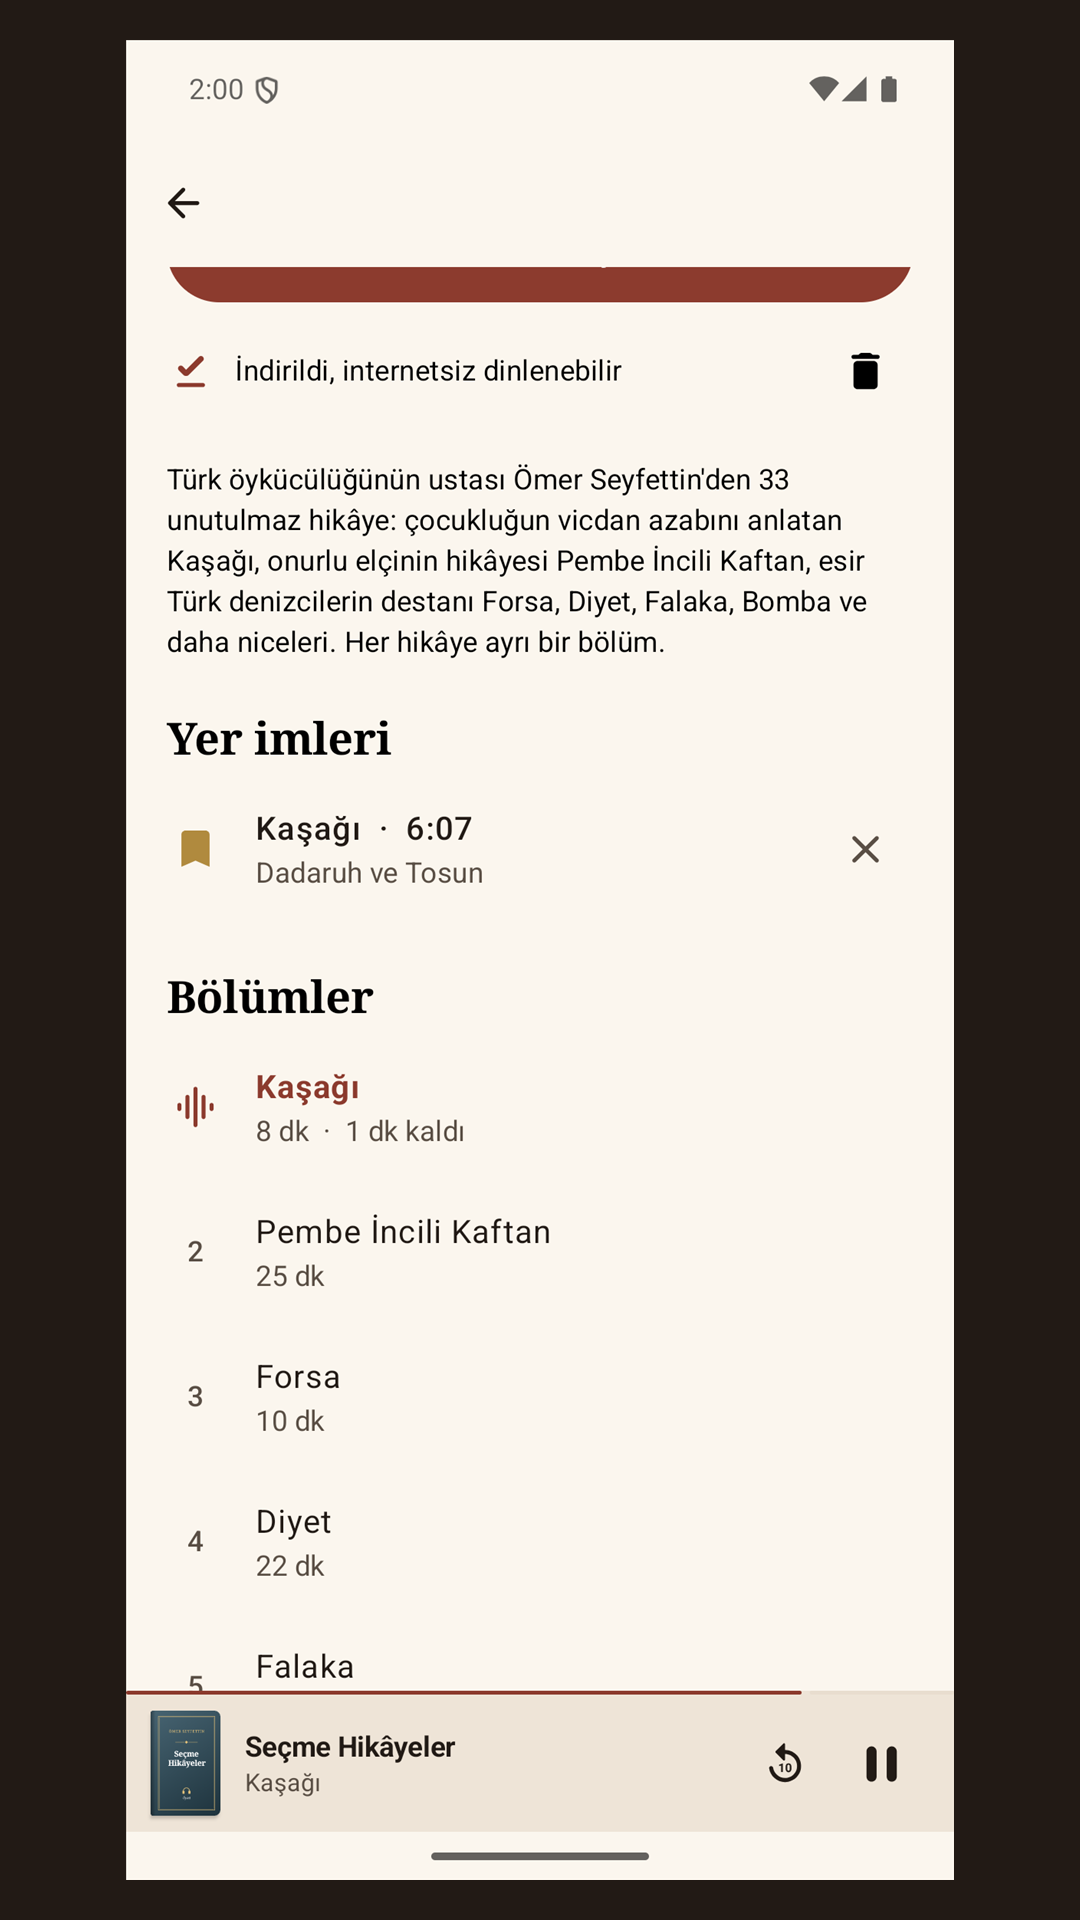 2:00
İndirildi, internetsiz dinlenebilir
Türk öykücülüğünün ustası Ömer Seyfettin'den 33
unutulmaz hikâye: çocukluğun vicdan azabını anlatan
Kaşağı, onurlu elçinin hikâyesi Pembe İncili Kaftan, esir
Türk denizcilerin destanı Forsa, Diyet, Falaka, Bomba ve
daha niceleri. Her hikâye ayrı bir bölüm.
Yer imleri
Kaşağı · 6:07
Dadaruh ve Tosun
Bölümler
Kaşağı
8 dk · 1 dk kaldı
2
Pembe İncili Kaftan
25 dk
3
Forsa
10 dk
4
Diyet
22 dk
5
Falaka
ÖMER SEYFETTİN
Seçme
Hikâyeler
Seçme Hikâyeler
Kaşağı
10